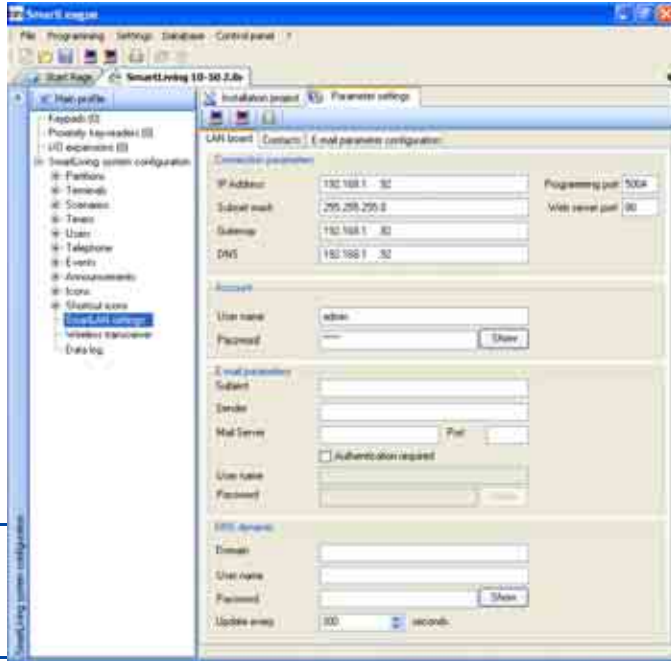 SmartLeague
File Programming Settings Database Control panel ?
Start Page SmartLiving 10-50 2.0x
Main profile
Installation project Parameter settings
Keypads (0)
Proximity key-readers (0)
I/O expansions (0)
SmartLiving system configuration
Partitions
Terminals
Scenarios
Timers
Users
Telephone
Events
Announcements
Icons
Shortcut icons
SmartLAN settings
Wireless transceiver
Data log
SmartLiving system configuration
LAN board Contacts E-mail parameter configuration
Connection parameters
IP Address 192.168.1 .92 Programming port 5004
Subnet mask 255.255.255.0 Web server port 80
Gateway 192.168.1
DNS 192.168.1
Account
User name admin
Password Show
E-mail parameters
Subject
Sender
Mail Server Port
Authentication required
User name
Password
DNS dynamic
Domain
User name
Password Show
Update every 300 seconds